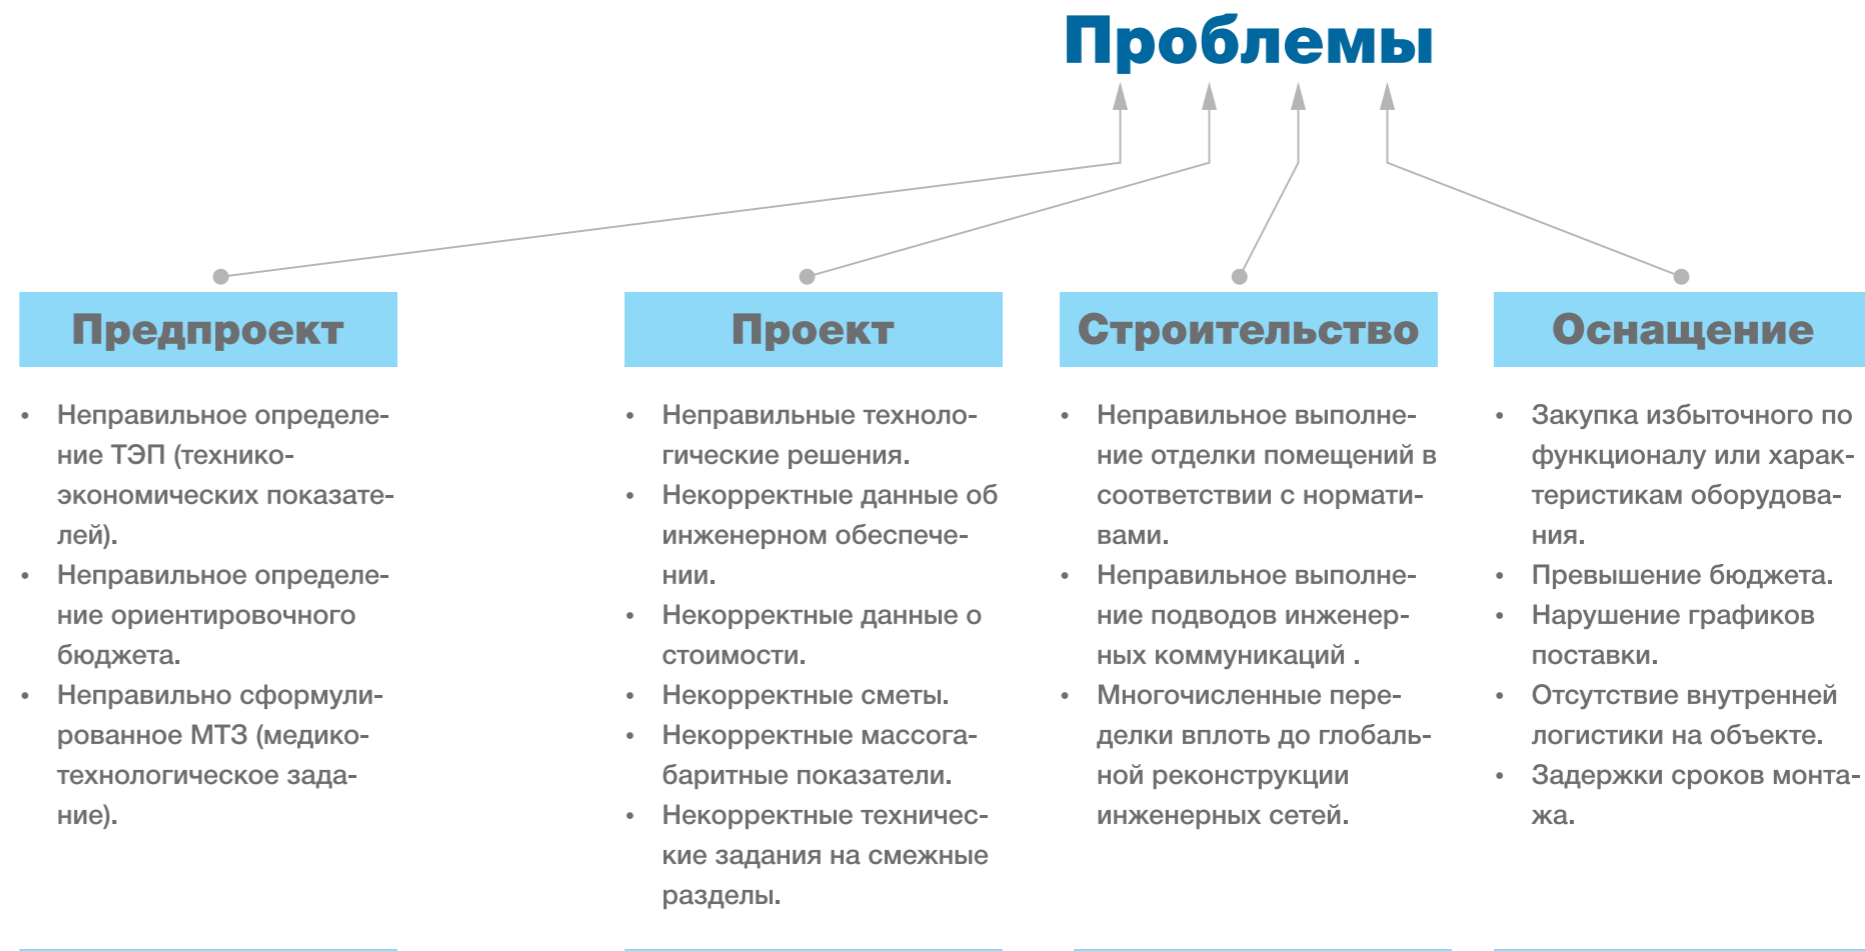 Проблемы
Предпроект
• Неправильное определе-
ние ТЭП (технико-
экономических показате-
лей).
• Неправильное определе-
ние ориентировочного
бюджета.
• Неправильно сформули-
рованное МТЗ (медико-
технологическое зада-
ние).
Проект
• Неправильные техноло-
гические решения.
• Некорректные данные об
инженерном обеспече-
нии.
• Некорректные данные о
стоимости.
• Некорректные сметы.
• Некорректные массога-
баритные показатели.
• Некорректные техничес-
кие задания на смежные
разделы.
Строительство
• Неправильное выполне-
ние отделки помещений в
соответствии с нормати-
вами.
• Неправильное выполне-
ние подводов инженер-
ных коммуникаций .
• Многочисленные пере-
делки вплоть до глобаль-
ной реконструкции
инженерных сетей.
Оснащение
• Закупка избыточного по
функционалу или харак-
теристикам оборудова-
ния.
• Превышение бюджета.
• Нарушение графиков
поставки.
• Отсутствие внутренней
логистики на объекте.
• Задержки сроков монта-
жа.